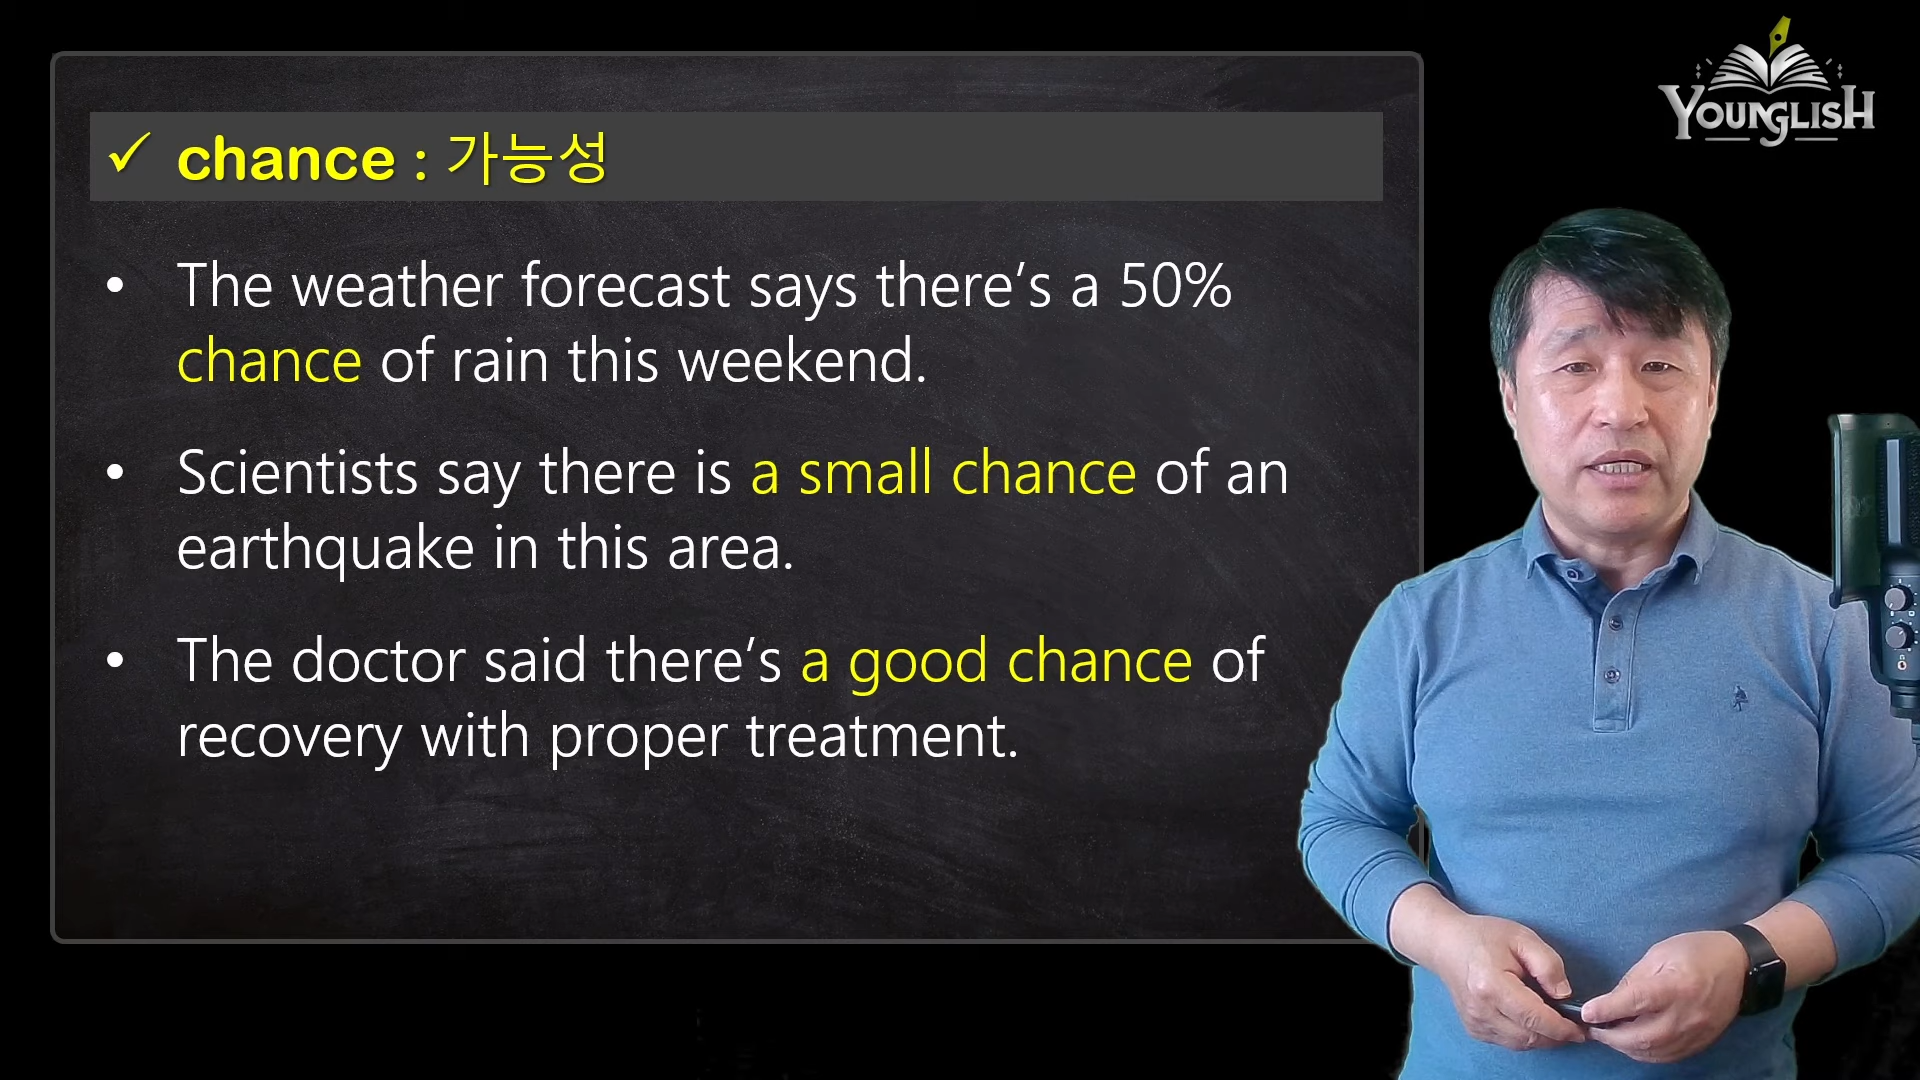 YOUNGLISH
✓ chance : 가능성
• The weather forecast says there’s a 50%
chance of rain this weekend.
• Scientists say there is a small chance of an
earthquake in this area.
• The doctor said there’s a good chance of
recovery with proper treatment.